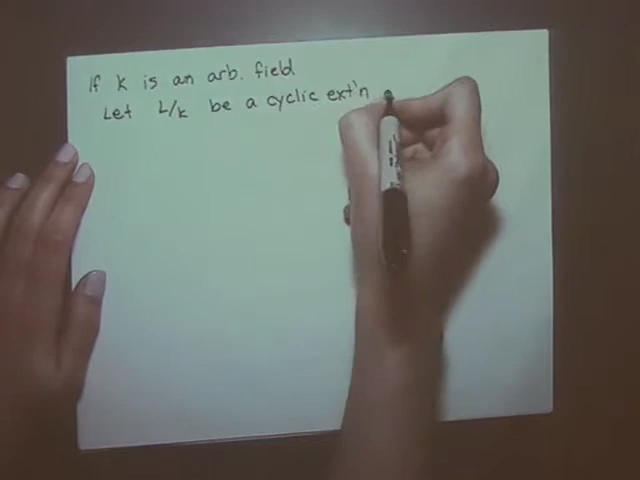 If k is an arb. field
Let L/k be a cyclic ext'n